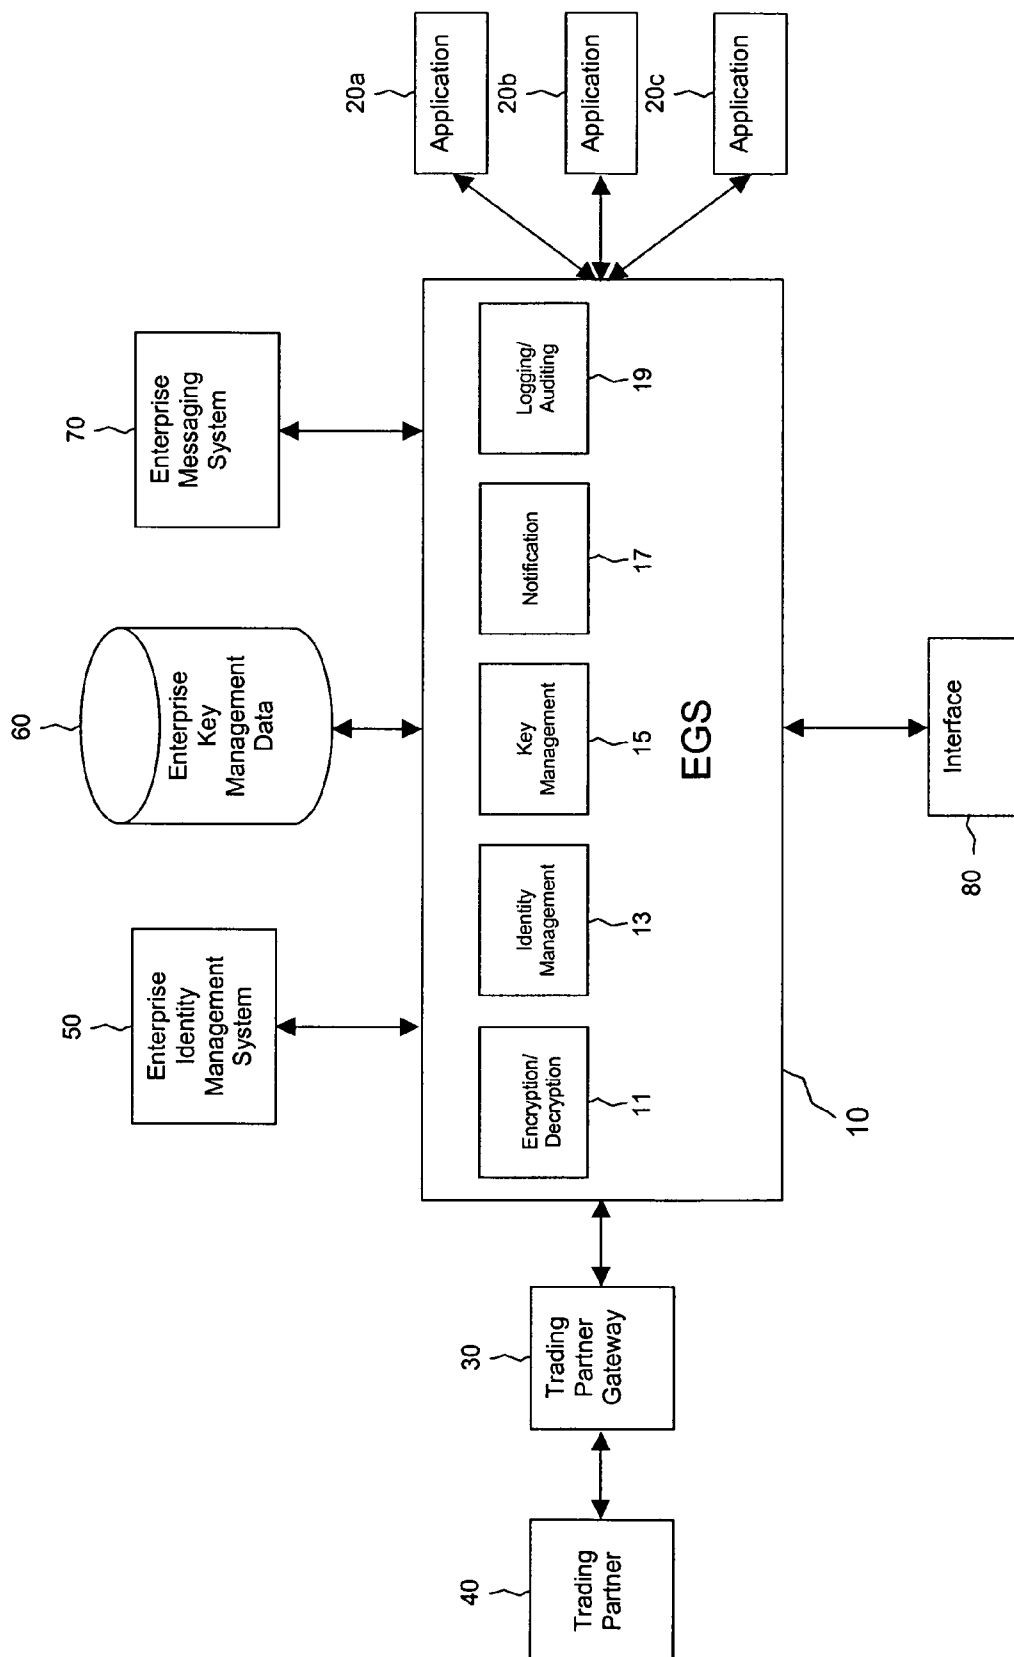 50
Enterprise
Identity
Management
System
60
Enterprise
Key
Management
Data
70
Enterprise
Messaging
System
40
Trading
Partner
30
Trading
Partner
Gateway
Encryption/
Decryption
11
Identity
Management
13
Key
Management
15
Notification
17
Logging/
Auditing
19
EGS
10
20a
Application
20b
Application
20c
Application
80
Interface